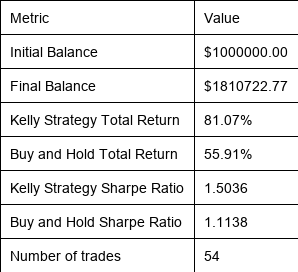 Metric Value
Initial Balance $1000000.00
Final Balance $1810722.77
Kelly Strategy Total Return 81.07%
Buy and Hold Total Return 55.91%
Kelly Strategy Sharpe Ratio 1.5036
Buy and Hold Sharpe Ratio 1.1138
Number of trades 54